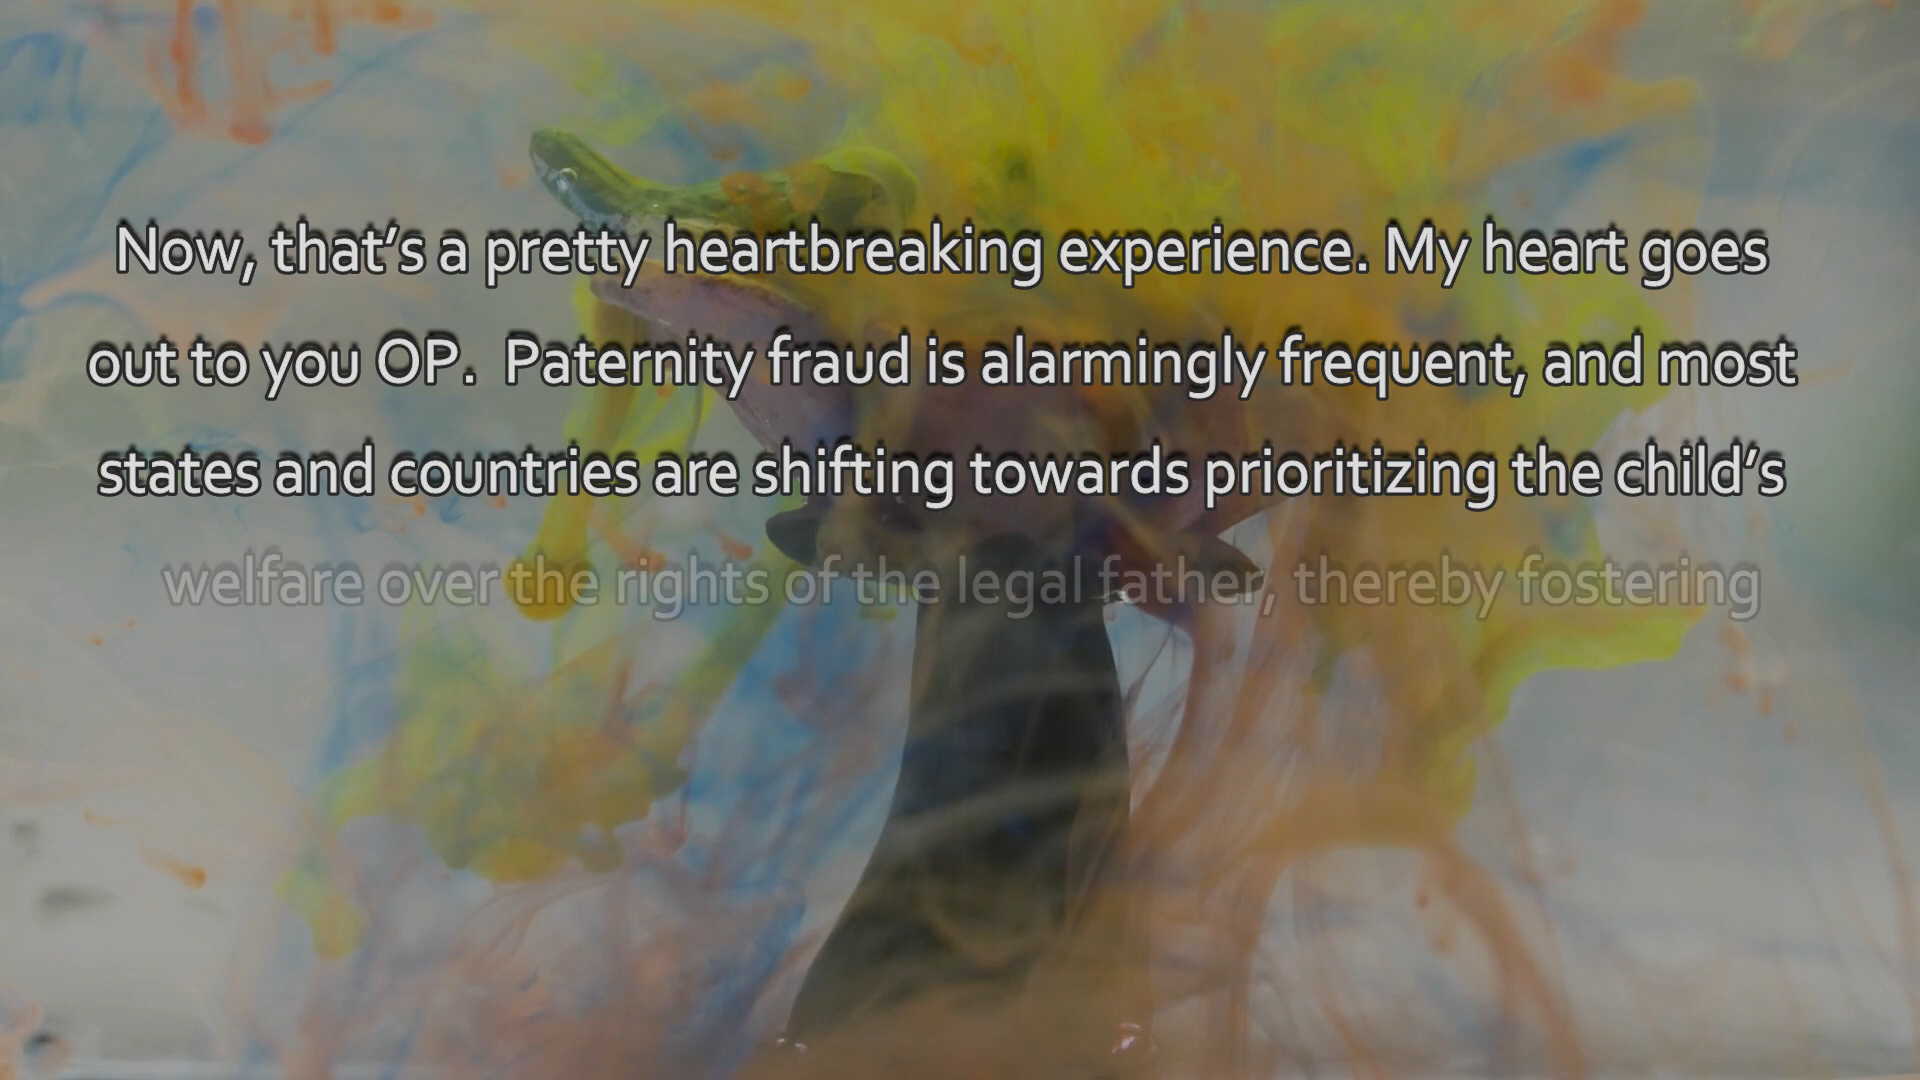 Now, that’s a pretty heartbreaking experience. My heart goes
out to you OP.  Paternity fraud is alarmingly frequent, and most
states and countries are shifting towards prioritizing the child’s
welfare over the rights of the legal father, thereby fostering